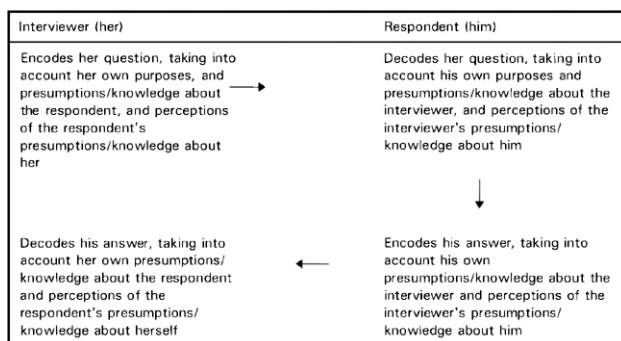 Interviewer (her)
Respondent (him)
Encodes her question, taking into
account her own purposes, and
presumptions/knowledge about
the respondent, and perceptions
of the respondent's
presumptions/knowledge about
her
Decodes her question, taking into
account his own purposes and
presumptions/knowledge about the
interviewer, and perceptions of the
interviewer's presumptions/
knowledge about him
Decodes his answer, taking into
account her own presumptions/
knowledge about the respondent
and perceptions of the
respondent's presumptions/
knowledge about herself
Encodes his answer, taking into
account his own
presumptions/knowledge about the
interviewer and perceptions of the
interviewer's presumptions/
knowledge about him